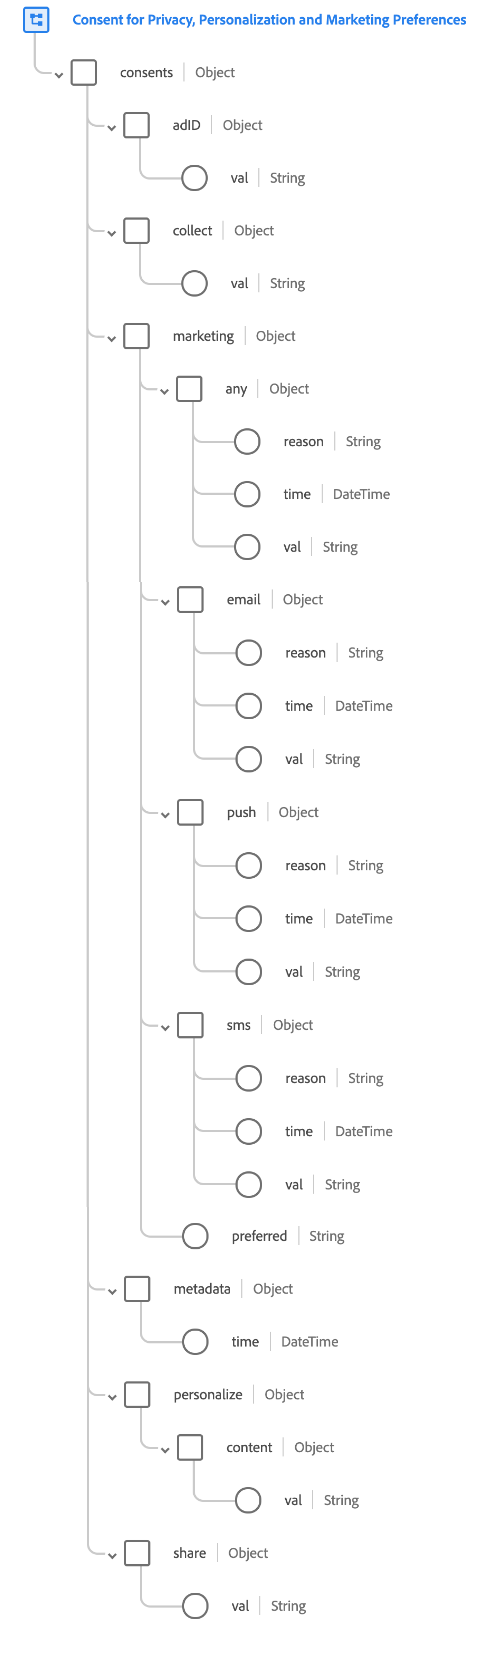 Consent for Privacy, Personalization and Marketing Preferences
consents Object
adID Object
val String
collect Object
val String
marketing Object
any Object
reason String
time DateTime
val String
email Object
reason String
time DateTime
val String
push Object
reason String
time DateTime
val String
sms Object
reason String
time DateTime
val String
preferred String
metadata Object
time DateTime
personalize Object
content Object
val String
share Object
val String